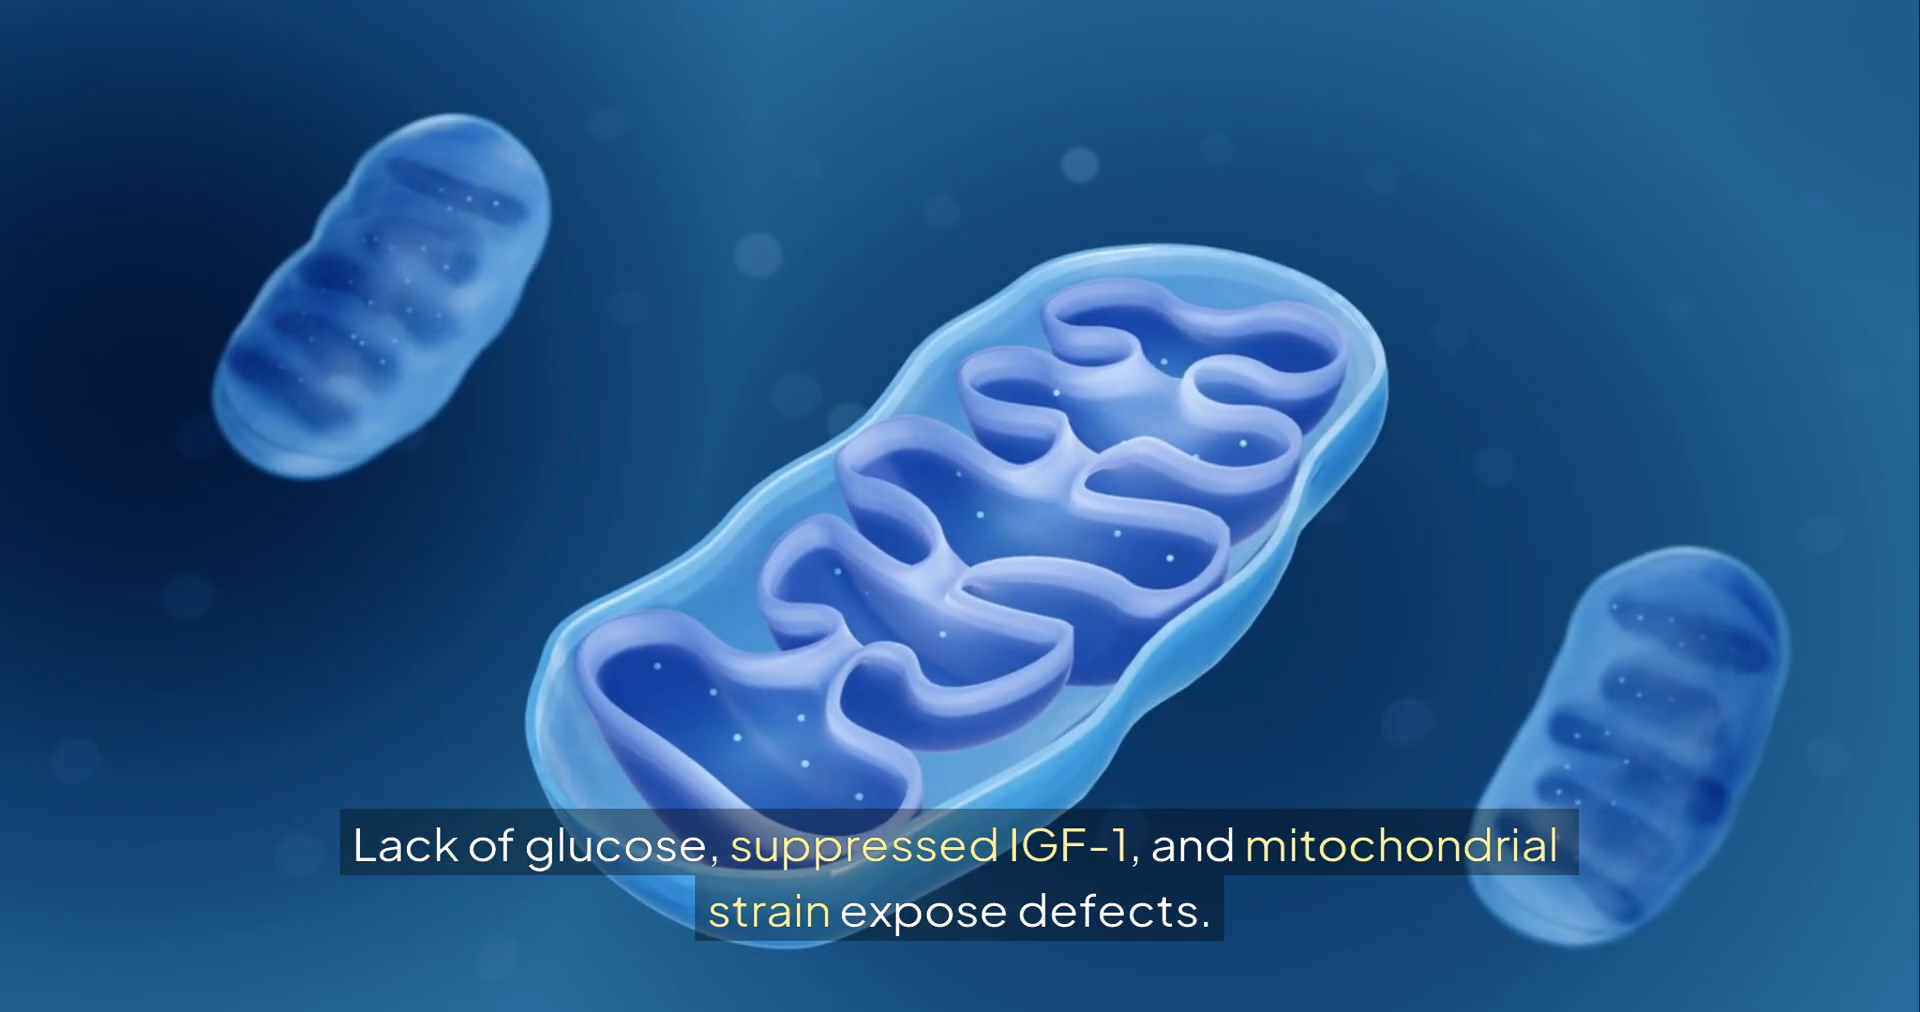 Lack of glucose, suppressed IGF-1, and mitochondrial
strain expose defects.